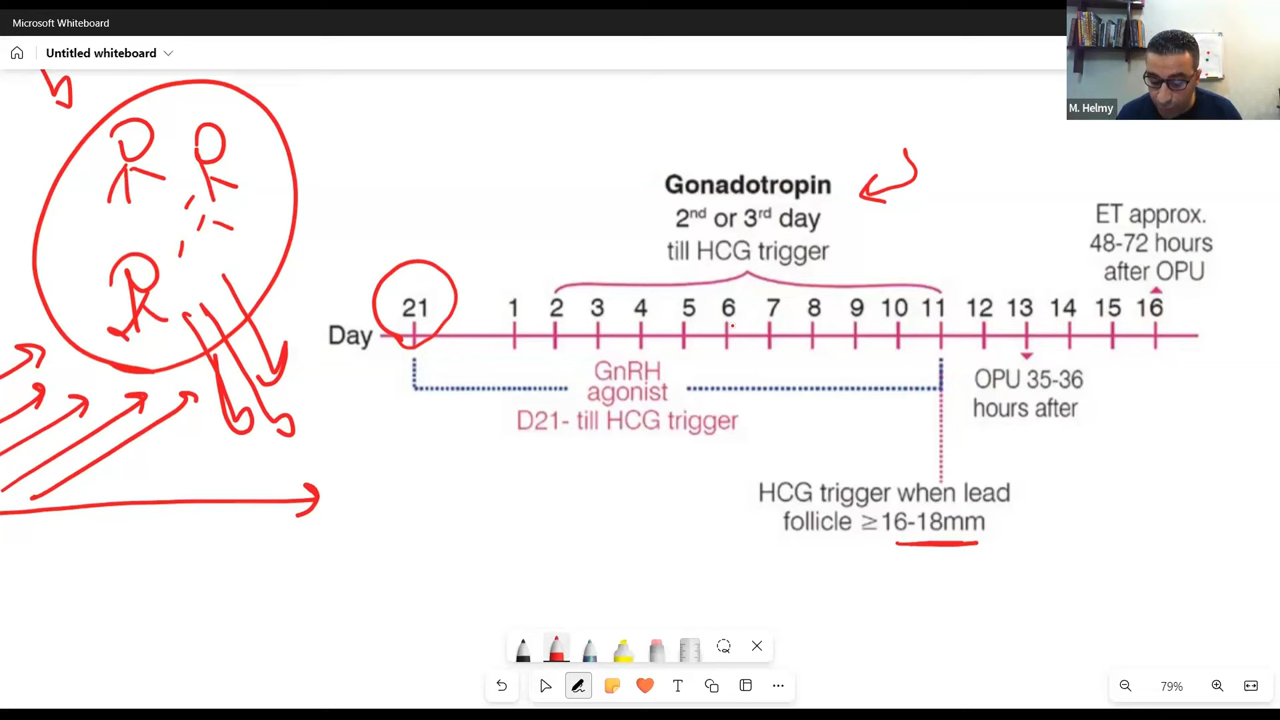 Microsoft Whiteboard
Untitled whiteboard
M. Helmy
R R
R
Gonadotropin
2nd or 3rd day
till HCG trigger
ET approx.
48-72 hours
after OPU
21 1 2 3 4 5 6 7 8 9 10 11 12 13 14 15 16
Day
GnRH
agonist
D21- till HCG trigger
OPU 35-36
hours after
HCG trigger when lead
follicle ≥16-18mm
79%